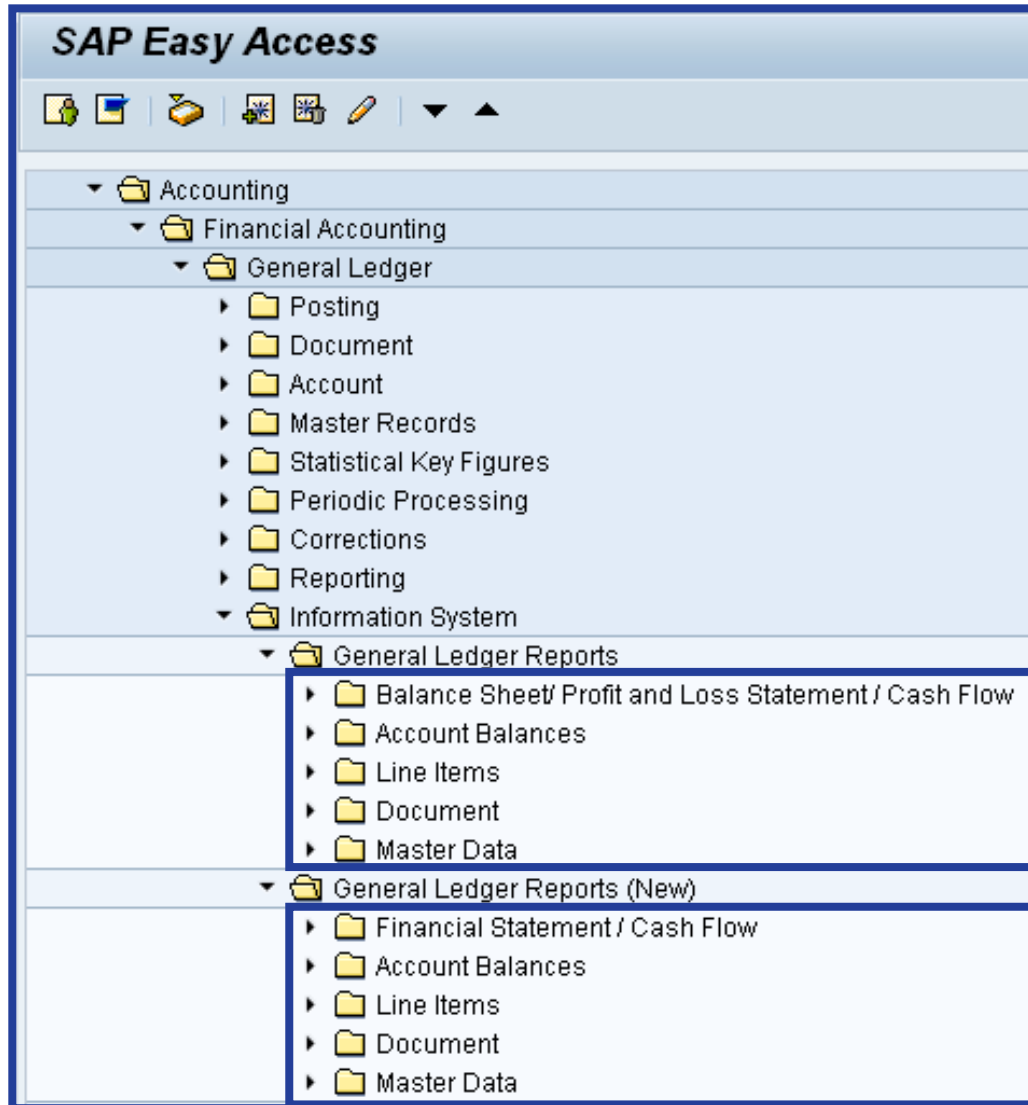 SAP Easy Access
Accounting
Financial Accounting
General Ledger
Posting
Document
Account
Master Records
Statistical Key Figures
Periodic Processing
Corrections
Reporting
Information System
General Ledger Reports
Balance Sheet/ Profit and Loss Statement / Cash Flow
Account Balances
Line Items
Document
Master Data
General Ledger Reports (New)
Financial Statement / Cash Flow
Account Balances
Line Items
Document
Master Data